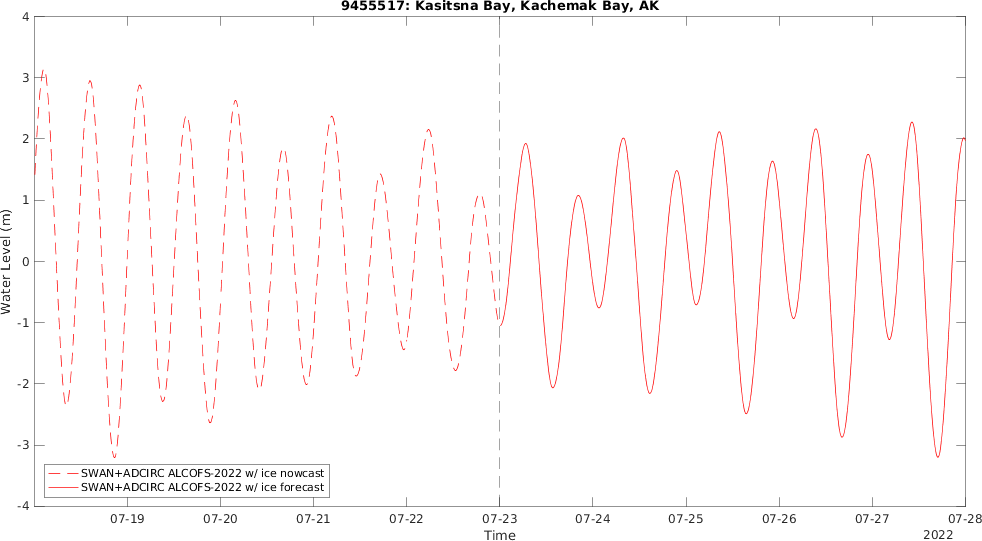 9455517: Kasitsna Bay, Kachemak Bay, AK
4
3
2
1
0
-1
-2
-3
-4
Water Level (m)
SWAN+ADCIRC ALCOFS-2022 w/ ice nowcast
SWAN+ADCIRC ALCOFS-2022 w/ ice forecast
07-19 07-20 07-21 07-22 07-23 07-24 07-25 07-26 07-27 07-28
Time
2022